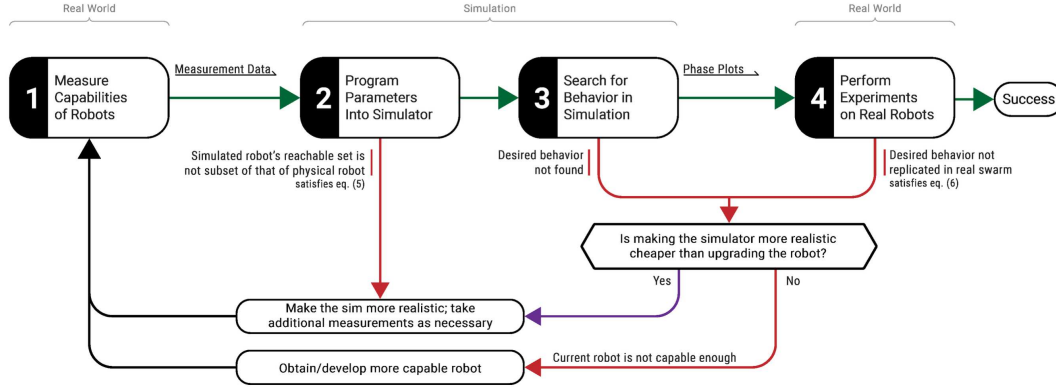 Real World
Simulation
Real World
1
Measure
Capabilities
of Robots
Measurement Data
2
Program
Parameters
Into Simulator
3
Search for
Behavior in
Simulation
Phase Plots
4
Perform
Experiments
on Real Robots
Success
Simulated robot's reachable set is
not subset of that of physical robot
satisfies eq. (5)
Desired behavior
not found
Desired behavior not
replicated in real swarm
satisfies eq. (6)
Is making the simulator more realistic
cheaper than upgrading the robot?
Yes
No
Make the sim more realistic; take
additional measurements as necessary
Current robot is not capable enough
Obtain/develop more capable robot